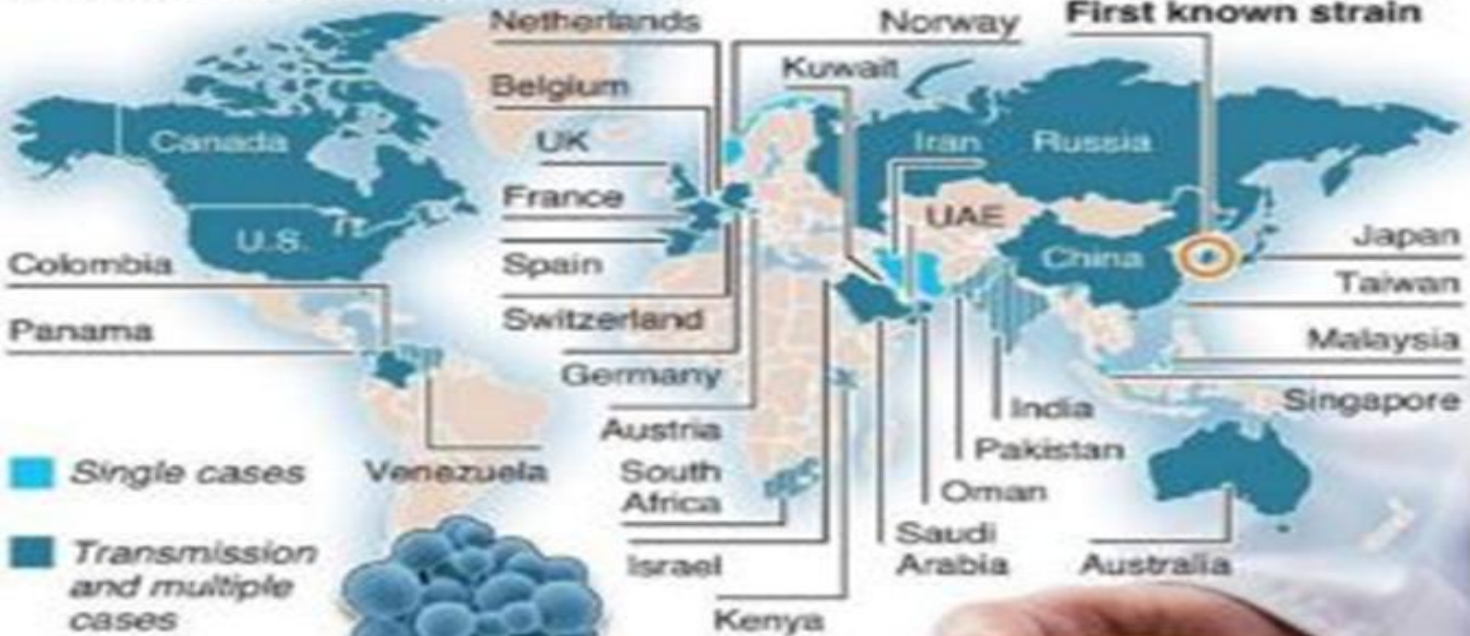 Netherlands
Norway
First known strain
Kuwait
Belgium
Canada
UK
Iran
Russia
France
UAE
U.S.
Japan
Colombia
Spain
China
Taiwan
Panama
Switzerland
Malaysia
Germany
Singapore
India
Austria
Pakistan
Single cases
Venezuela
South
Africa
Oman
Saudi
Arabia
Transmission
and multiple
cases
Israel
Australia
Kenya